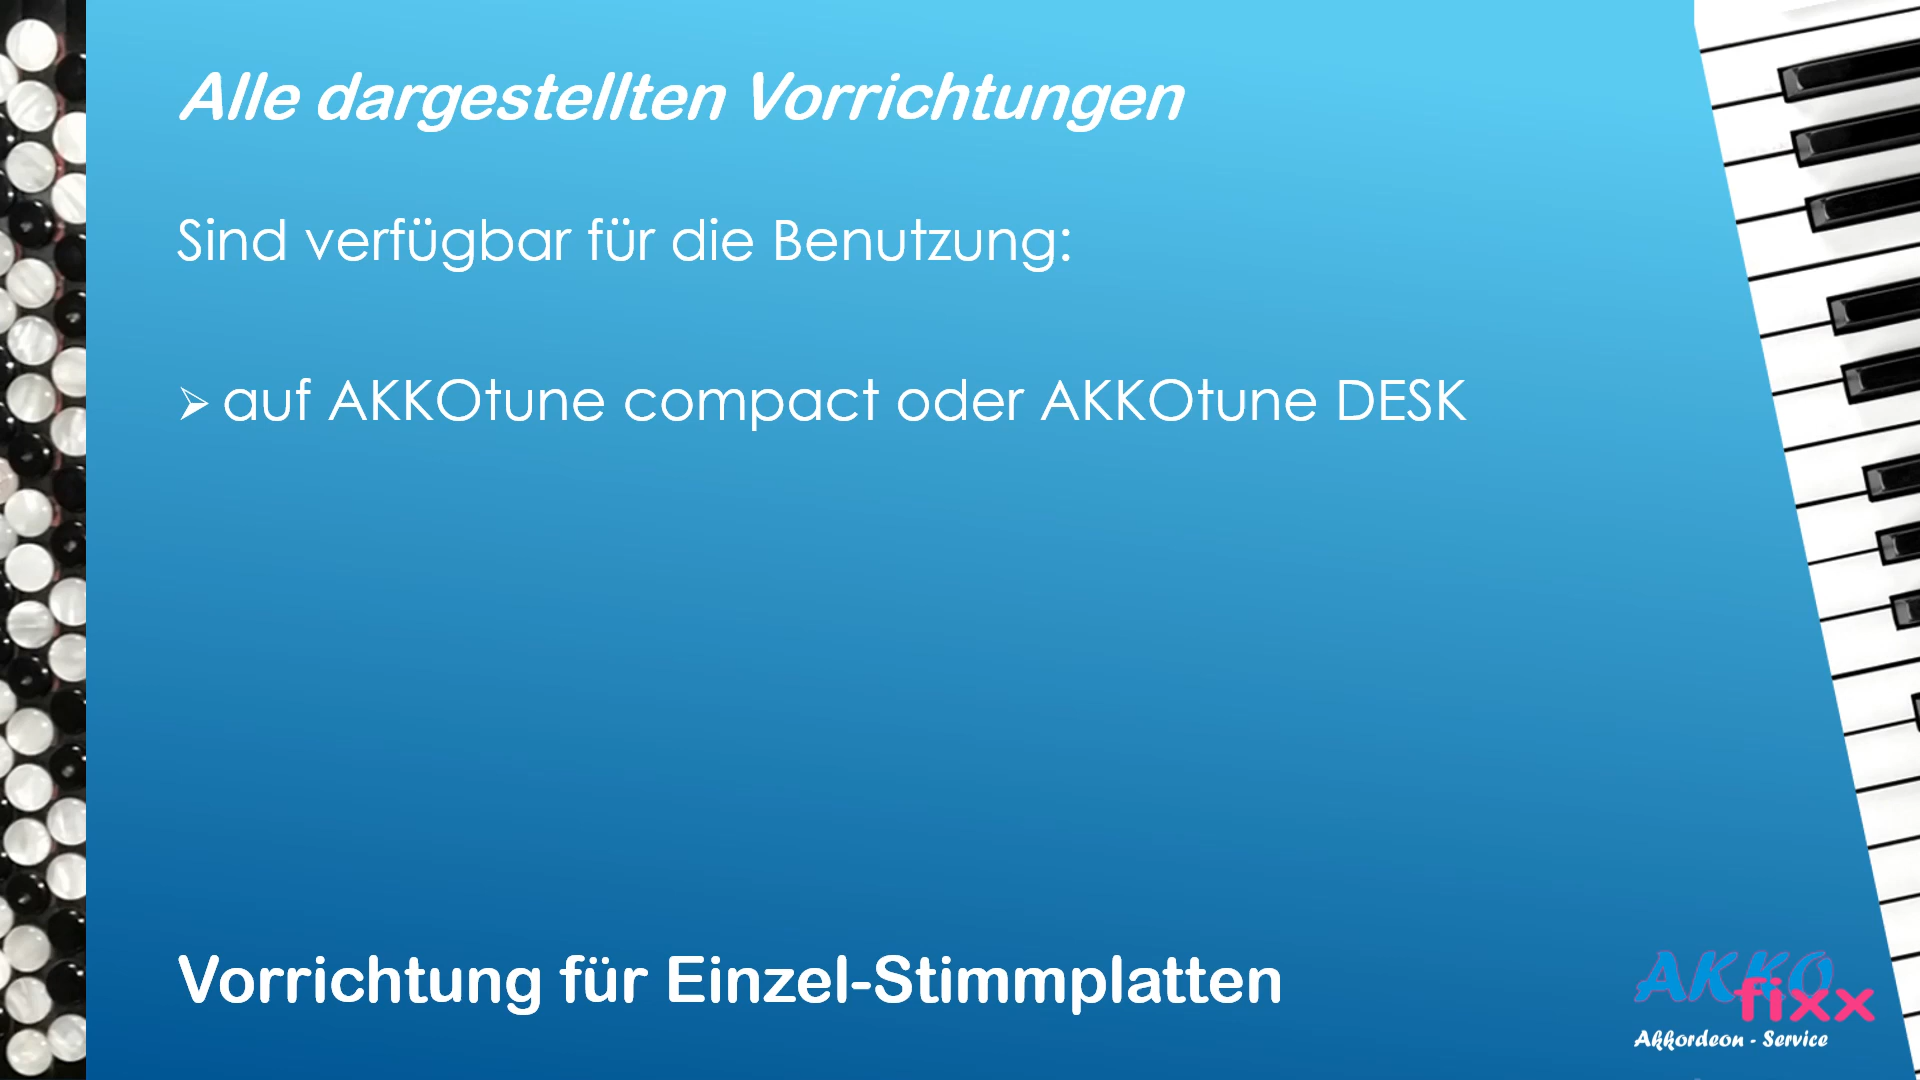 Alle dargestellten Vorrichtungen
Sind verfügbar für die Benutzung:
➢ auf AKKOtune compact oder AKKOtune DESK
Vorrichtung für Einzel-Stimmplatten
AKKO
fixx
Akkordeon - Service